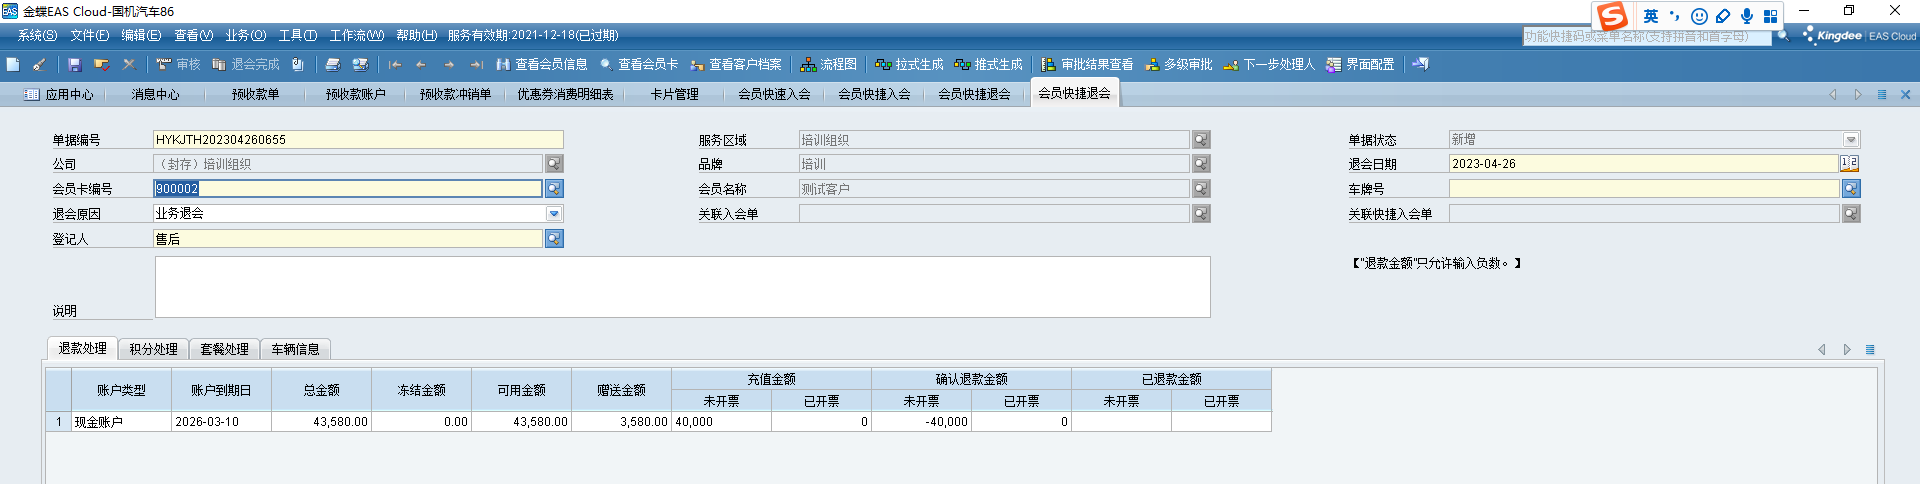 金蝶EAS Cloud-国机汽车86
英
系统(S) 文件(F) 编辑(E) 查看(V) 业务(O) 工具(T) 工作流(W) 帮助(H) 服务有效期:2021-12-18(已过期)
功能快捷码或菜单名称(支持拼音和首字母)
Kingdee EAS Cloud
审核 退会完成 查看会员信息 查看会员卡 查看客户档案 流程图 拉式生成 推式生成 审批结果查看 多级审批 下一步处理人 界面配置
应用中心 消息中心 预收款单 预收款账户 预收款冲销单 优惠券消费明细表 卡片管理 会员快速入会 会员快捷入会 会员快捷退会 会员快捷退会
单据编号 HYKJTH202304260655 服务区域 培训组织 单据状态 新增
公司 （封存）培训组织 品牌 培训 退会日期 2023-04-26
会员卡编号 900002 会员名称 测试客户 车牌号
退会原因 业务退会 关联入会单 关联快捷入会单
登记人 售后
【"退款金额"只允许输入负数。】
说明
退款处理 积分处理 套餐处理 车辆信息
账户类型 账户到期日 总金额 冻结金额 可用金额 赠送金额 充值金额 确认退款金额 已退款金额
未开票 已开票 未开票 已开票 未开票 已开票
1 现金账户 2026-03-10 43,580.00 0.00 43,580.00 3,580.00 40,000 0 -40,000 0